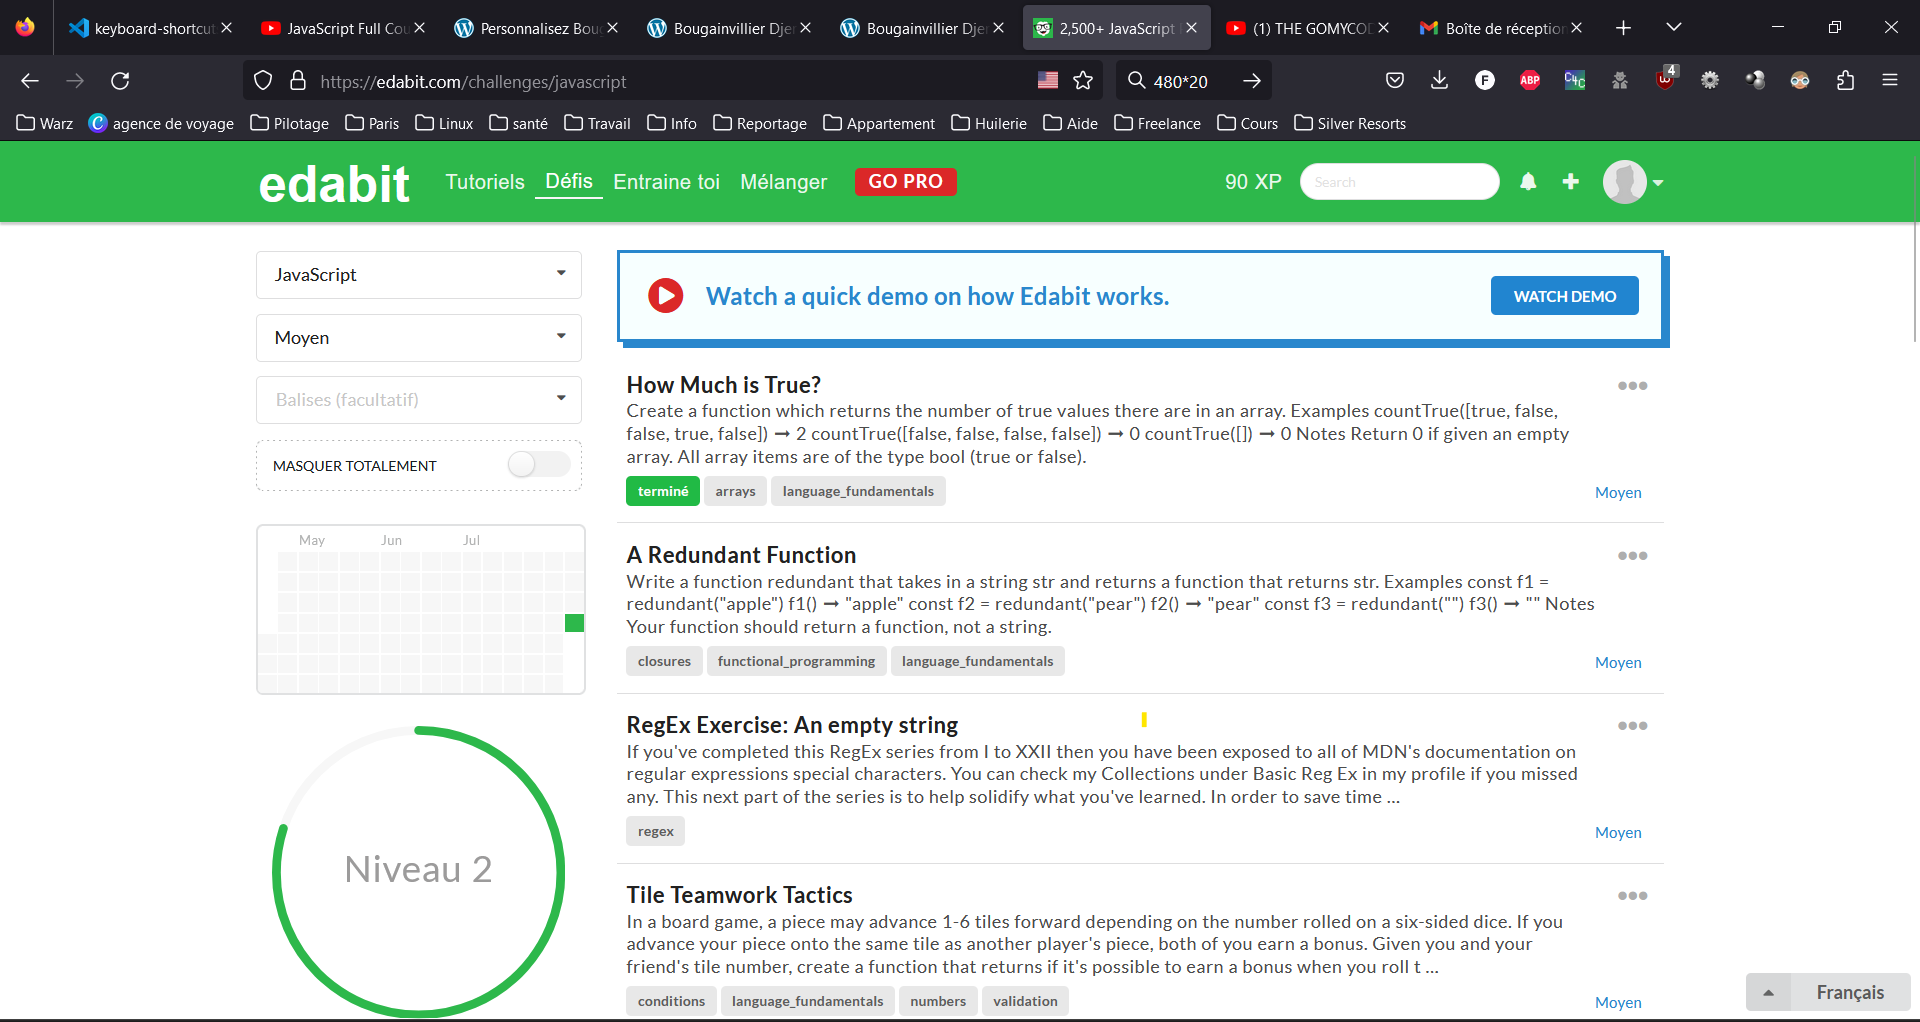 keyboard-shortcut
JavaScript Full Cou
Personnalisez Bou
Bougainvillier Djer
Bougainvillier Djer
2,500+ JavaScript
(1) THE GOMYCOD
Boîte de réception
https://edabit.com/challenges/javascript
480*20
F
ABP
C4C
4
Warz
agence de voyage
Pilotage
Paris
Linux
santé
Travail
Info
Reportage
Appartement
Huilerie
Aide
Freelance
Cours
Silver Resorts
edabit
Tutoriels
Défis
Entraine toi
Mélanger
GO PRO
90 XP
Search
JavaScript
Moyen
Balises (facultatif)
MASQUER TOTALEMENT
May
Jun
Jul
Niveau 2
Watch a quick demo on how Edabit works.
WATCH DEMO
How Much is True?
Create a function which returns the number of true values there are in an array. Examples countTrue([true, false,
false, true, false]) ➞ 2 countTrue([false, false, false, false]) ➞ 0 countTrue([]) ➞ 0 Notes Return 0 if given an empty
array. All array items are of the type bool (true or false).
terminé
arrays
language_fundamentals
Moyen
A Redundant Function
Write a function redundant that takes in a string str and returns a function that returns str. Examples const f1 =
redundant("apple") f1() ➞ "apple" const f2 = redundant("pear") f2() ➞ "pear" const f3 = redundant("") f3() ➞ "" Notes
Your function should return a function, not a string.
closures
functional_programming
language_fundamentals
Moyen
RegEx Exercise: An empty string
If you've completed this RegEx series from I to XXII then you have been exposed to all of MDN's documentation on
regular expressions special characters. You can check my Collections under Basic Reg Ex in my profile if you missed
any. This next part of the series is to help solidify what you've learned. In order to save time ...
regex
Moyen
Tile Teamwork Tactics
In a board game, a piece may advance 1-6 tiles forward depending on the number rolled on a six-sided dice. If you
advance your piece onto the same tile as another player's piece, both of you earn a bonus. Given you and your
friend's tile number, create a function that returns if it's possible to earn a bonus when you roll t ...
conditions
language_fundamentals
numbers
validation
Moyen
Français